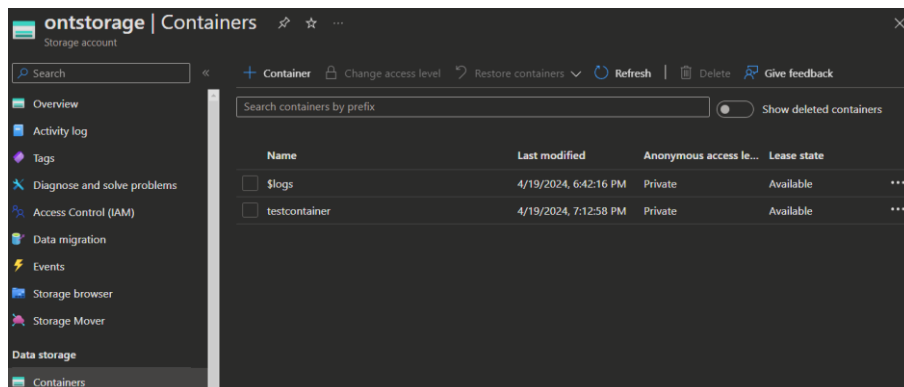 ontstorage | Containers
Storage account
Search
Container
Change access level
Restore containers
Refresh
Delete
Give feedback
Overview
Activity log
Tags
Diagnose and solve problems
Access Control (IAM)
Data migration
Events
Storage browser
Storage Mover
Data storage
Containers
Search containers by prefix
Show deleted containers
Name Last modified Anonymous access le... Lease state
$logs 4/19/2024, 6:42:16 PM Private Available
testcontainer 4/19/2024, 7:12:58 PM Private Available